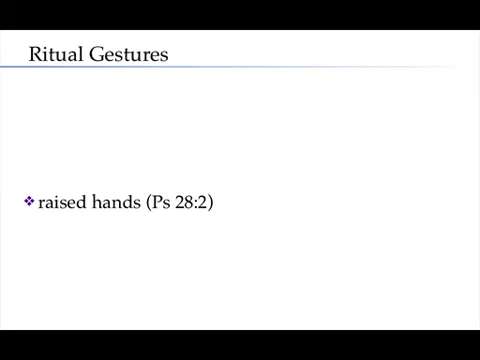 Ritual Gestures
❖ raised hands (Ps 28:2)